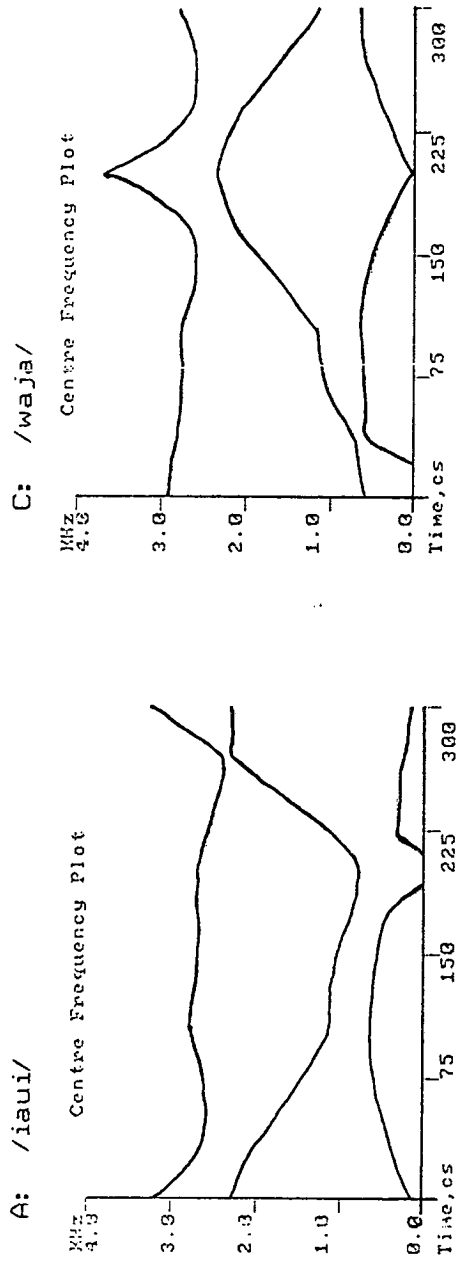 A: /iaui/
Centre Frequency Plot
KHz
4.0
3.0
2.0
1.0
0.0
Time,cs
75
150
225
300
C: /waja/
Centre Frequency Plot
KHz
4.0
3.0
2.0
1.0
0.0
Time,cs
75
150
225
300